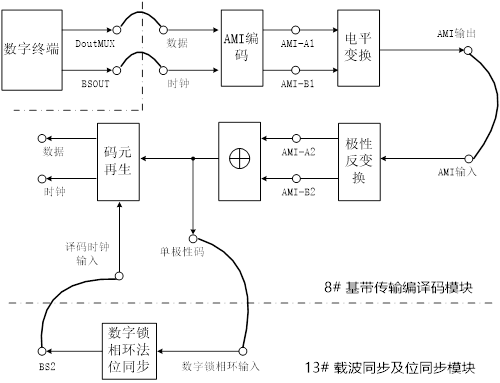 数字终端
DoutMUX
BSOUT
数据
时钟
AMI编
码
AMI-A1
AMI-B1
电平
变换
AMI输出
数据
时钟
码元
再生
AMI-A2
AMI-B2
极性
反变
换
AMI输入
译码时钟
输入
单极性码
8# 基带传输编译码模块
BS2
数字锁
相环法
位同步
数字锁相环输入
13# 载波同步及位同步模块